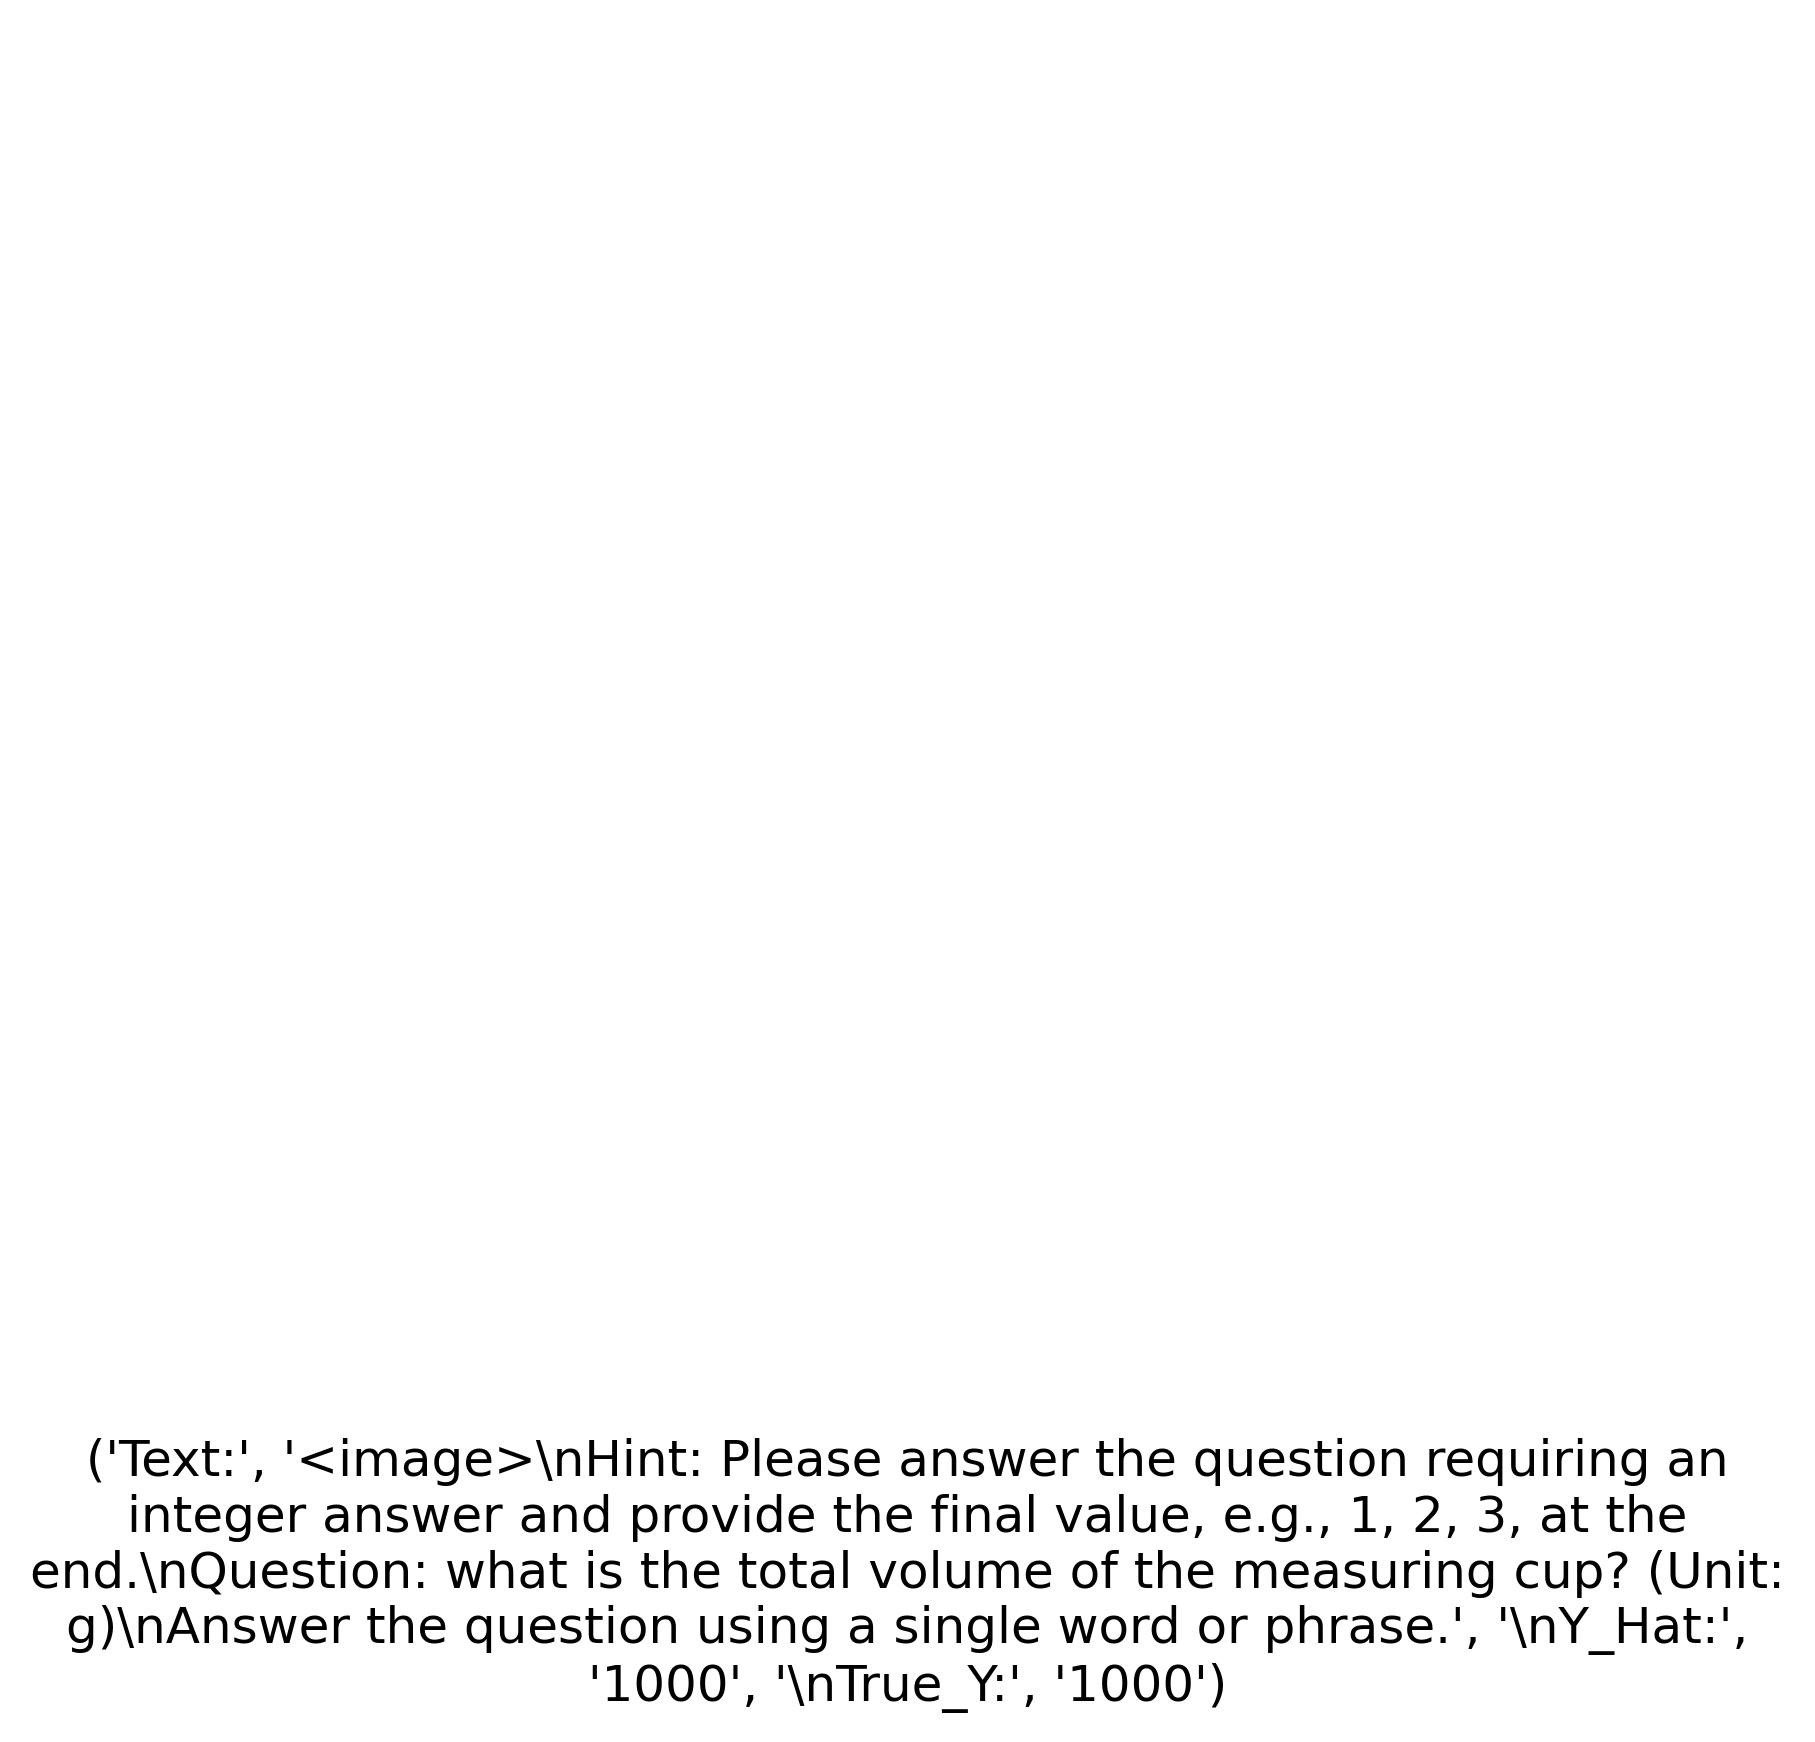 ('Text:', '<image>\nHint: Please answer the question requiring an
integer answer and provide the final value, e.g., 1, 2, 3, at the
end.\nQuestion: what is the total volume of the measuring cup? (Unit:
g)\nAnswer the question using a single word or phrase.', '\nY_Hat:',
'1000', '\nTrue_Y:', '1000')